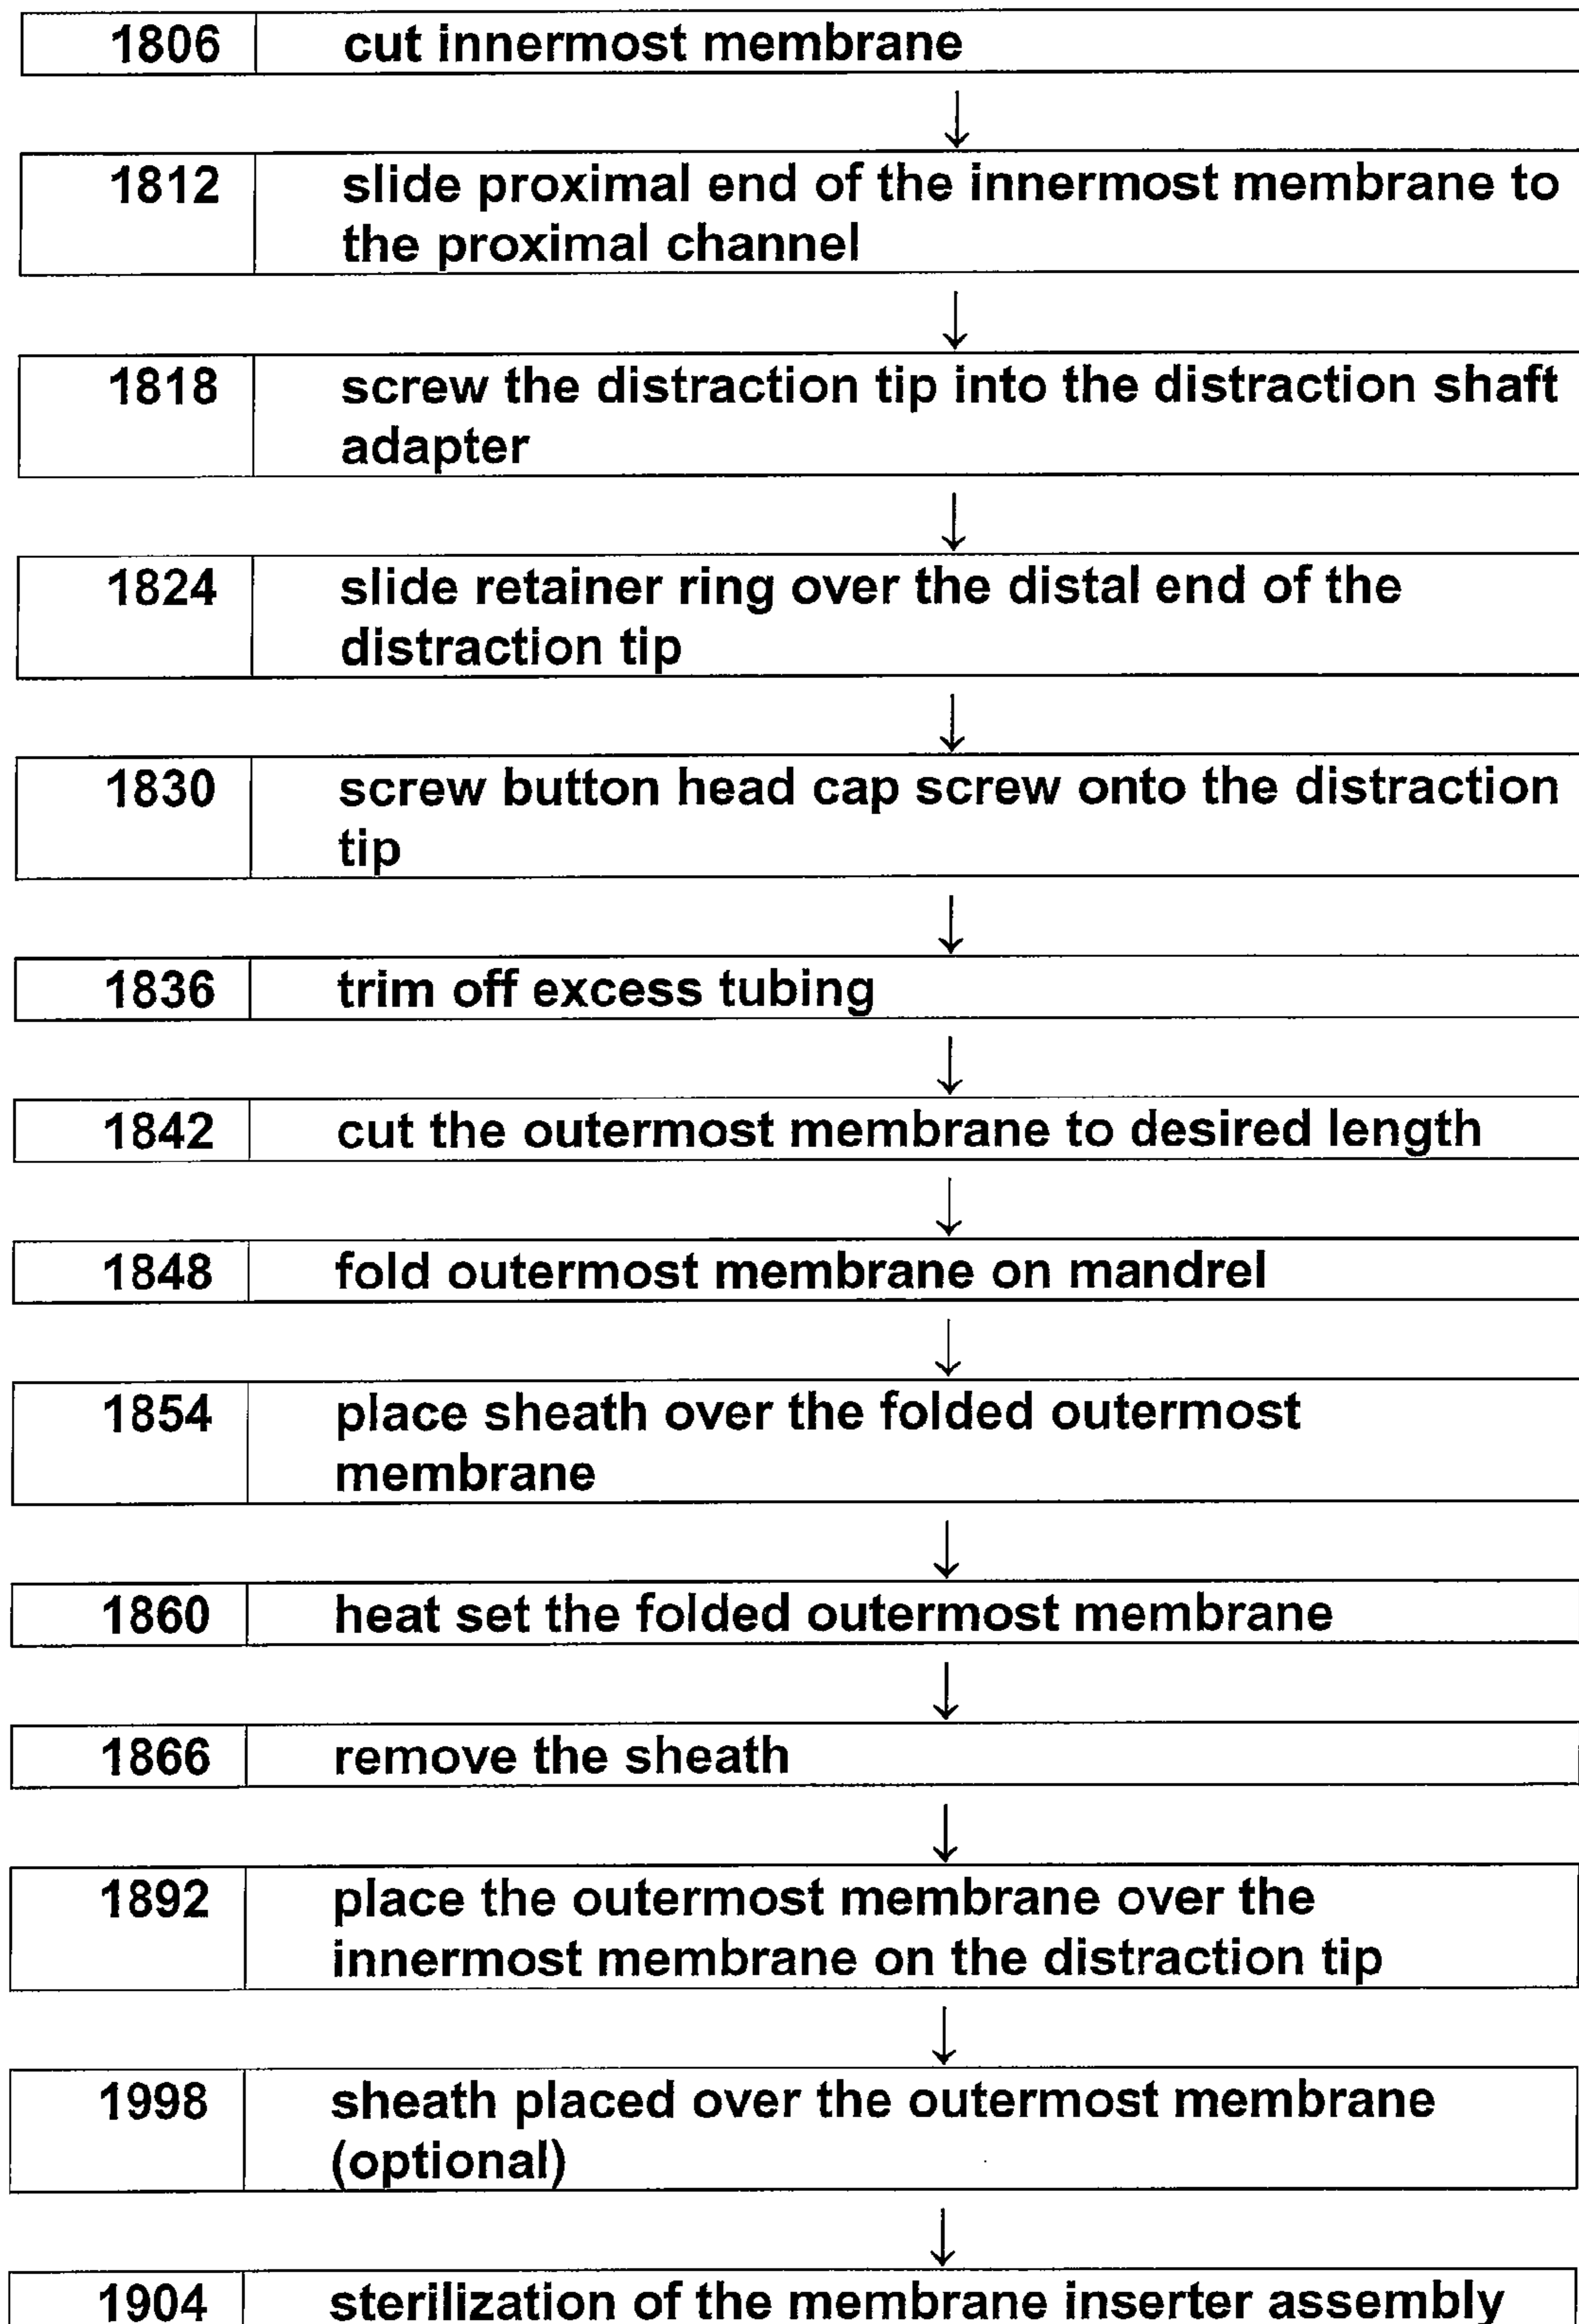 1806 cut innermost membrane
1812 slide proximal end of the innermost membrane to
the proximal channel
1818 screw the distraction tip into the distraction shaft
adapter
1824 slide retainer ring over the distal end of the
distraction tip
1830 screw button head cap screw onto the distraction
tip
1836 trim off excess tubing
1842 cut the outermost membrane to desired length
1848 fold outermost membrane on mandrel
1854 place sheath over the folded outermost
membrane
1860 heat set the folded outermost membrane
1866 remove the sheath
1892 place the outermost membrane over the
innermost membrane on the distraction tip
1998 sheath placed over the outermost membrane
(optional)
1904 sterilization of the membrane inserter assembly